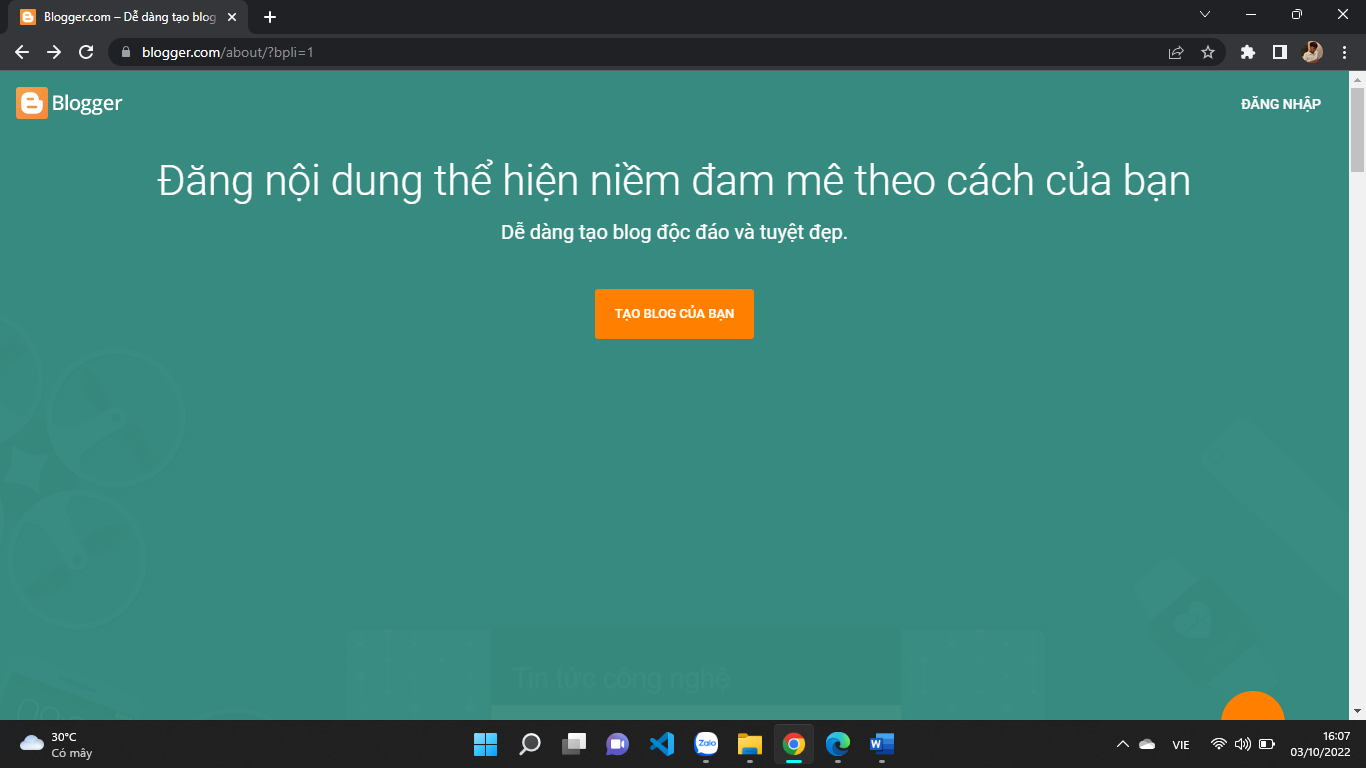 Blogger.com – Dễ dàng tạo blog
blogger.com/about/?bpli=1
Blogger
ĐĂNG NHẬP
Đăng nội dung thể hiện niềm đam mê theo cách của bạn
Dễ dàng tạo blog độc đáo và tuyệt đẹp.
TẠO BLOG CỦA BẠN
Tin tức công nghệ
30°C
Có mây
Zalo
VIE
16:07
03/10/2022